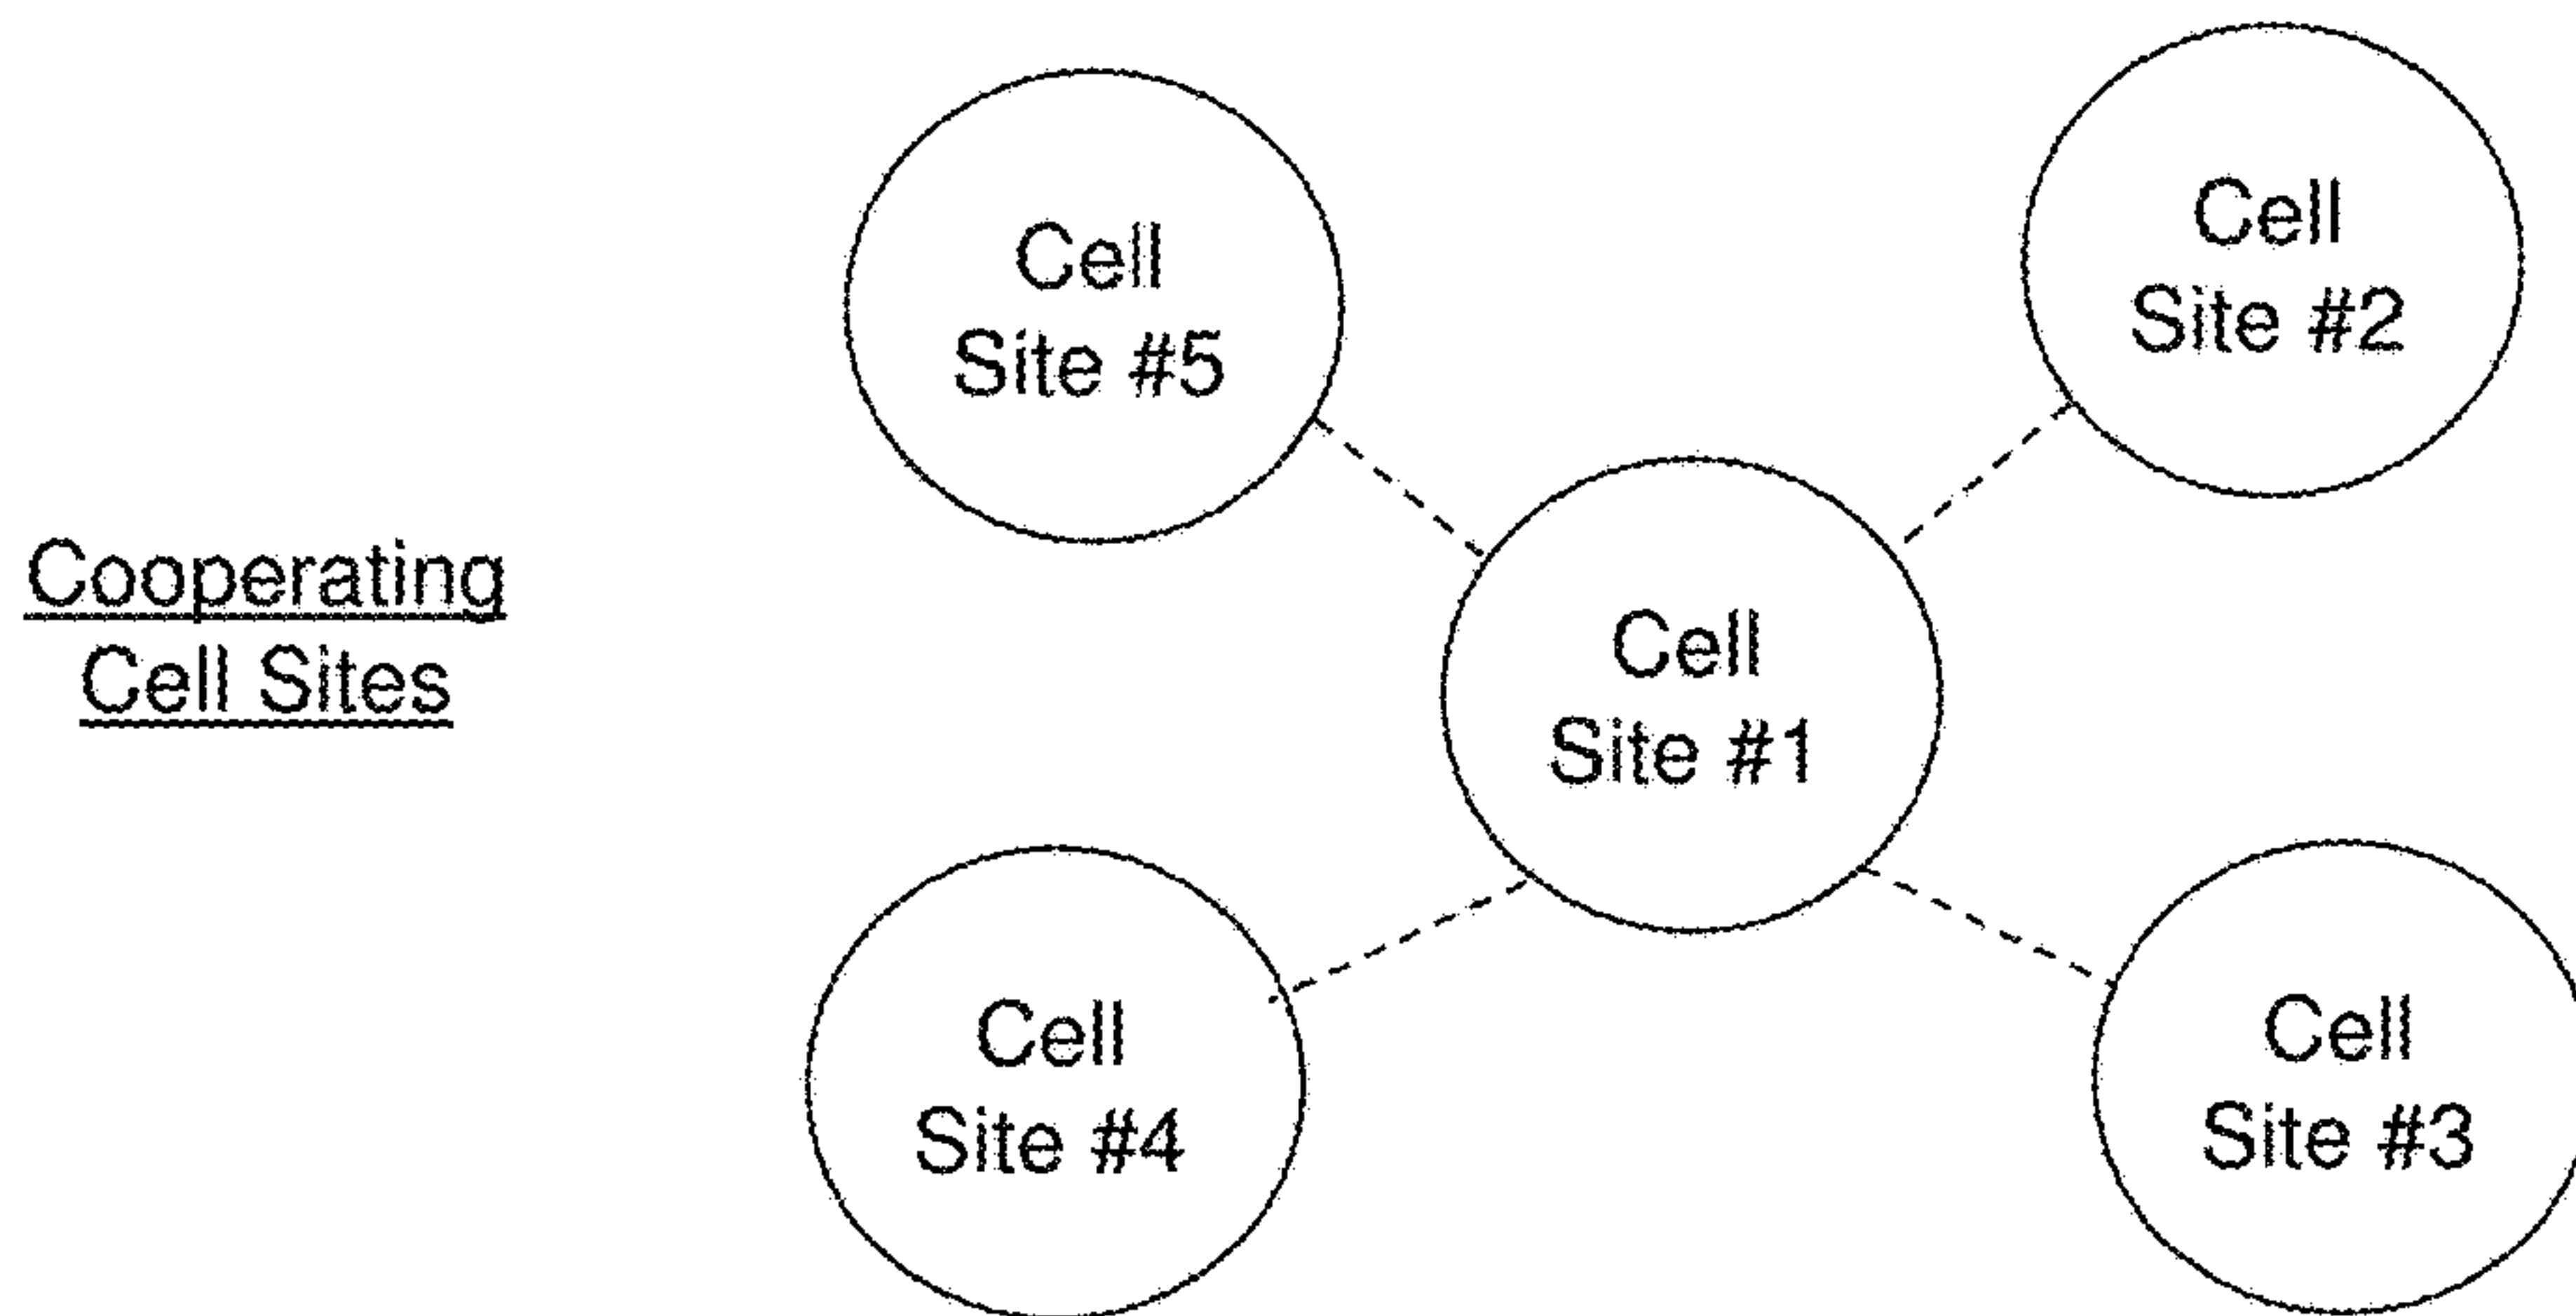 Cooperating
Cell Sites
Cell
Site #5
Cell
Site #2
Cell
Site #1
Cell
Site #4
Cell
Site #3